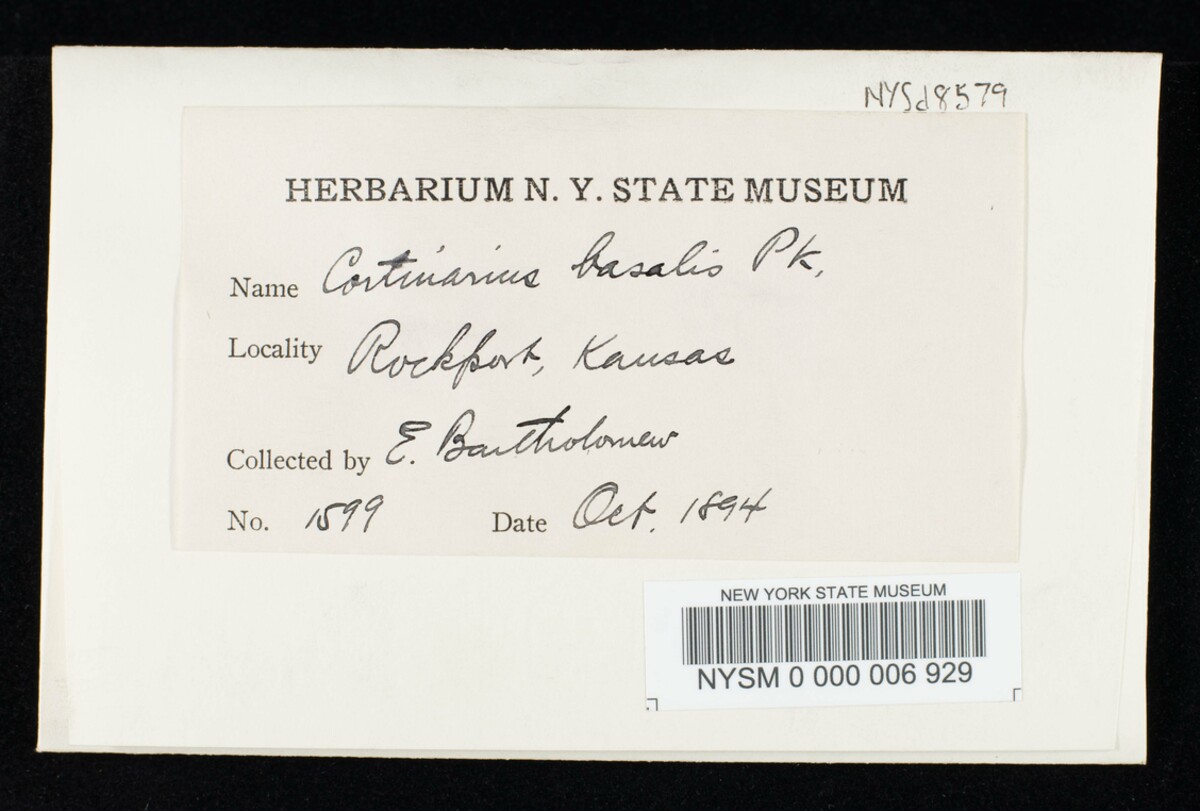 NYSd8579
HERBARIUM N. Y. STATE MUSEUM
Name Cortinarius basalis Pk.
Locality Rockport, Kansas
Collected by E. Bartholomew
No. 1599 Date Oct. 1894
NEW YORK STATE MUSEUM
NYSM 0 000 006 929